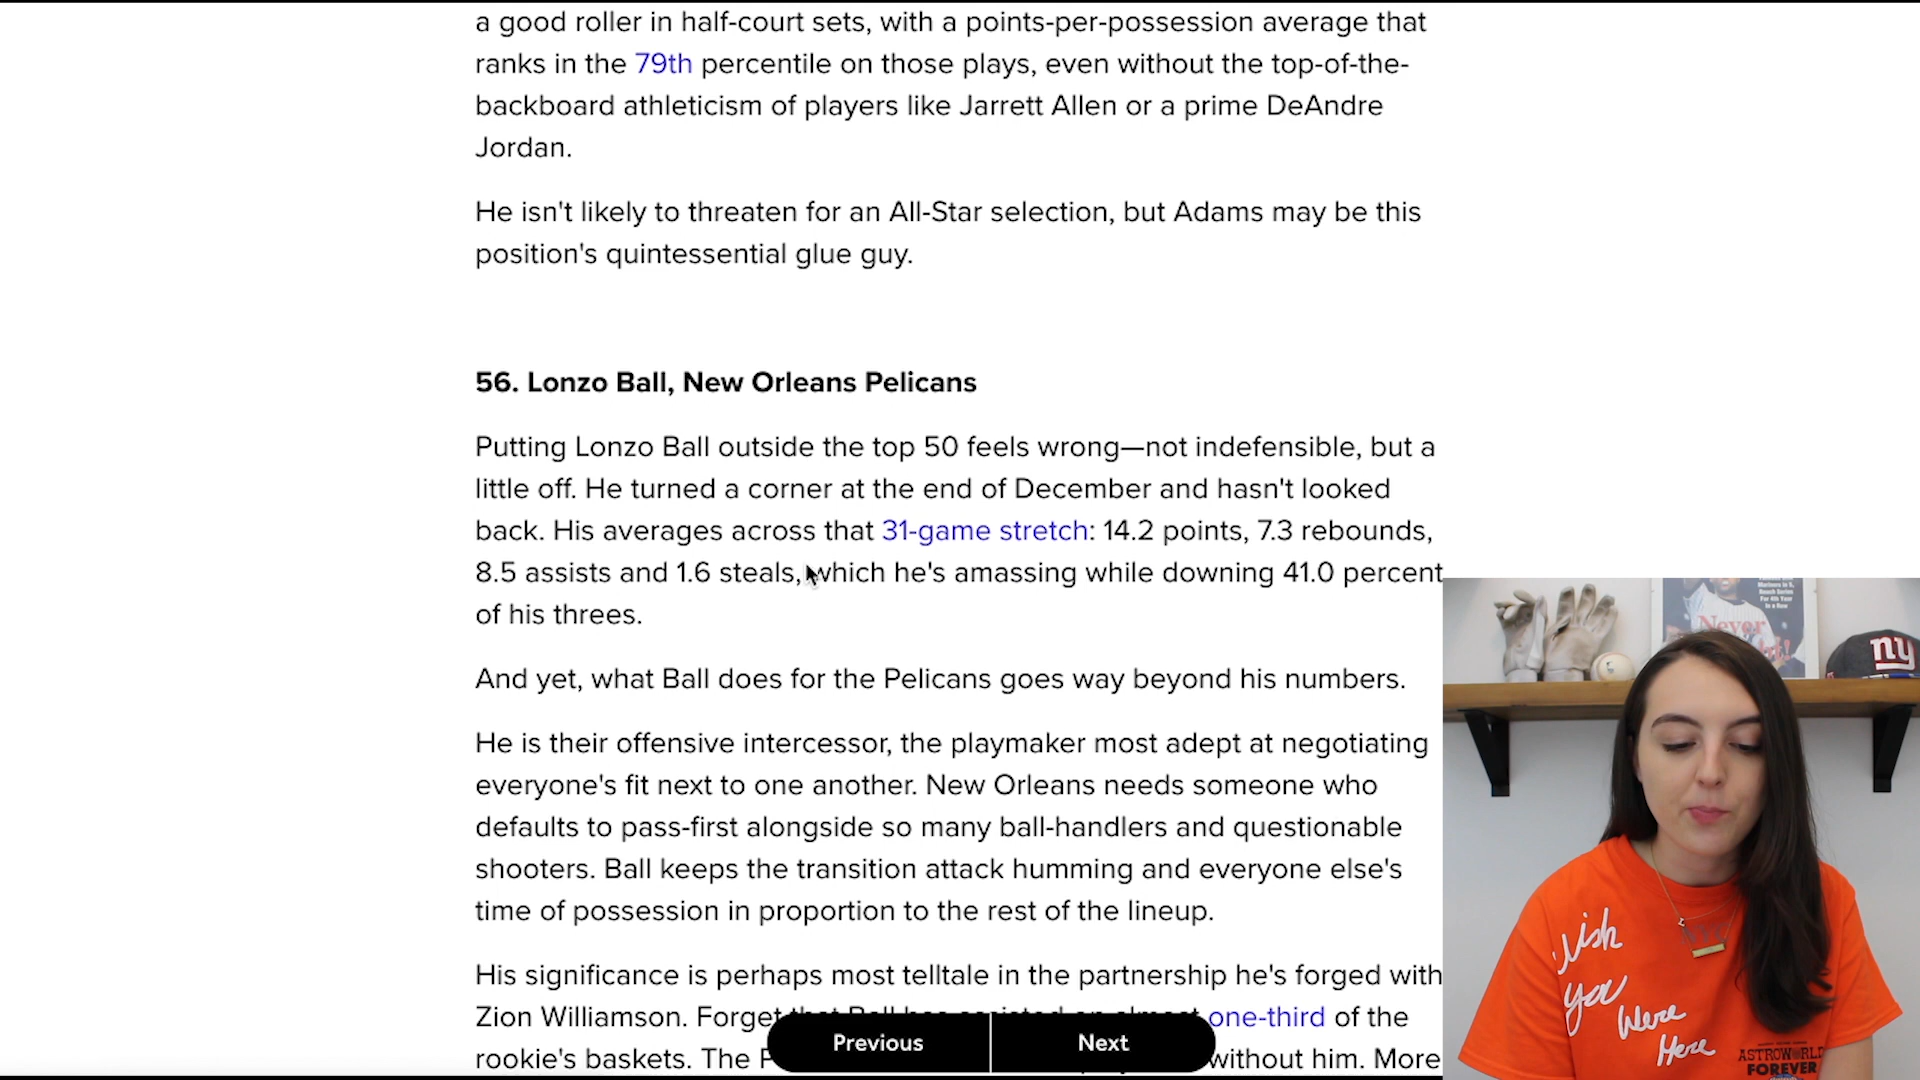 a good roller in half-court sets, with a points-per-possession average that
ranks in the 79th percentile on those plays, even without the top-of-the-
backboard athleticism of players like Jarrett Allen or a prime DeAndre
Jordan.
He isn't likely to threaten for an All-Star selection, but Adams may be this
position's quintessential glue guy.
56. Lonzo Ball, New Orleans Pelicans
Putting Lonzo Ball outside the top 50 feels wrong—not indefensible, but a
little off. He turned a corner at the end of December and hasn't looked
back. His averages across that 31-game stretch: 14.2 points, 7.3 rebounds,
8.5 assists and 1.6 steals, which he's amassing while downing 41.0 percent
of his threes.
And yet, what Ball does for the Pelicans goes way beyond his numbers.
He is their offensive intercessor, the playmaker most adept at negotiating
everyone's fit next to one another. New Orleans needs someone who
defaults to pass-first alongside so many ball-handlers and questionable
shooters. Ball keeps the transition attack humming and everyone else's
time of possession in proportion to the rest of the lineup.
His significance is perhaps most telltale in the partnership he's forged with
Zion Williamson. Forget that Ball has assisted on almost one-third of the
rookie's baskets. The without him. More
Previous
Next
Never
ny
Wish
You
Were
Here
ASTROWORLD
FOREVER